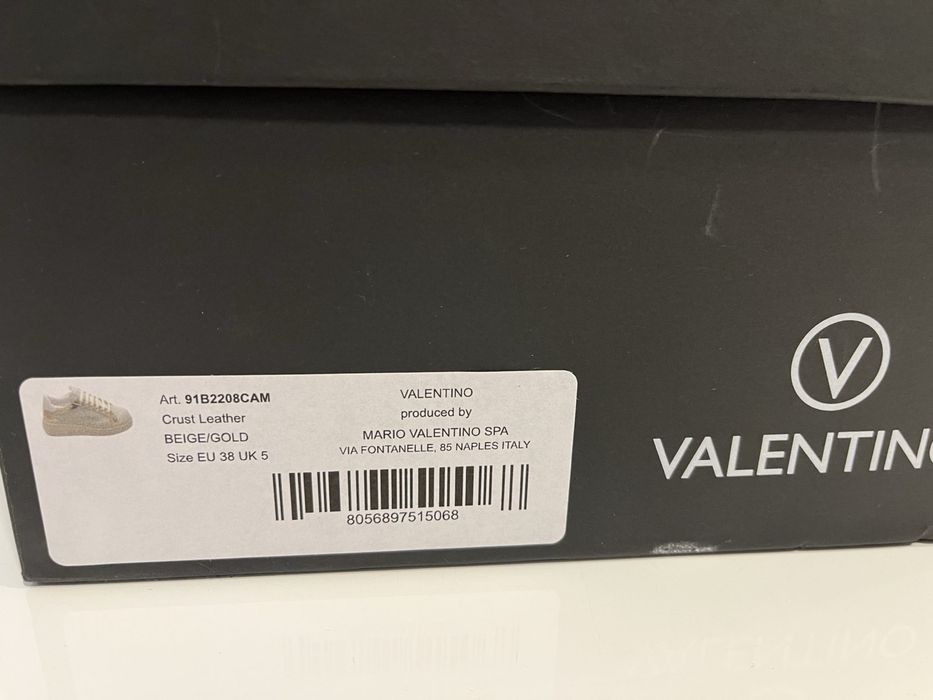 Art. 91B2208CAM
Crust Leather
BEIGE/GOLD
Size EU 38 UK 5
VALENTINO
produced by
MARIO VALENTINO SPA
VIA FONTANELLE, 85 NAPLES ITALY
8056897515068
V
VALENTINO